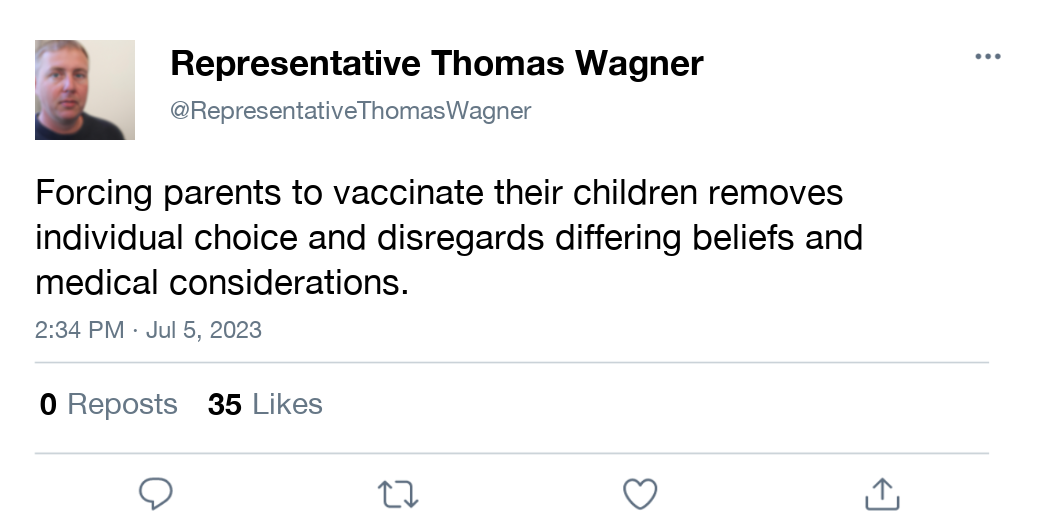 Representative Thomas Wagner
@RepresentativeThomasWagner
Forcing parents to vaccinate their children removes
individual choice and disregards differing beliefs and
medical considerations.
2:34 PM · Jul 5, 2023
0 Reposts 35 Likes